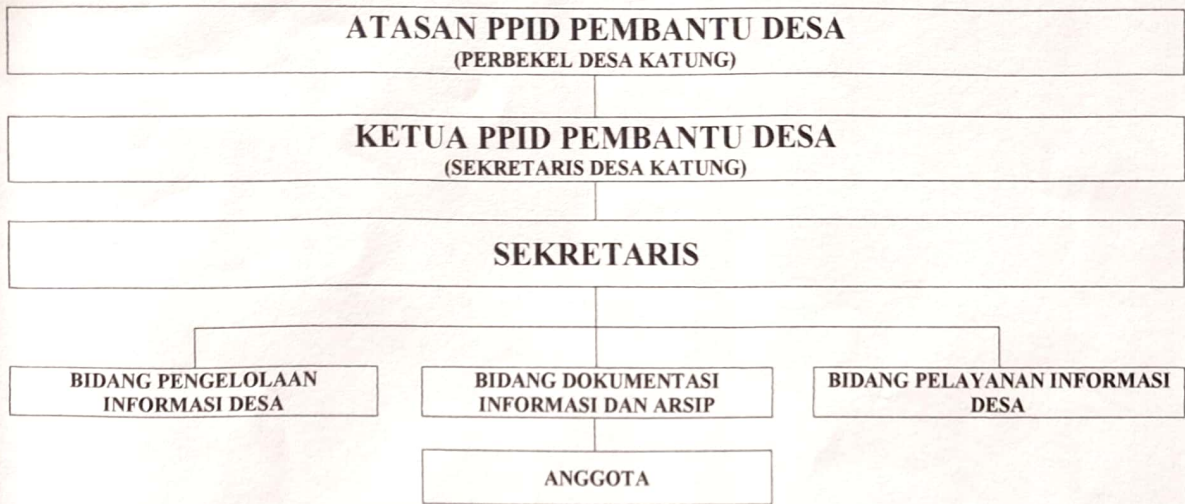 ATASAN PPID PEMBANTU DESA
(PERBEKEL DESA KATUNG)
KETUA PPID PEMBANTU DESA
(SEKRETARIS DESA KATUNG)
SEKRETARIS
BIDANG PENGELOLAAN
INFORMASI DESA
BIDANG DOKUMENTASI
INFORMASI DAN ARSIP
BIDANG PELAYANAN INFORMASI
DESA
ANGGOTA